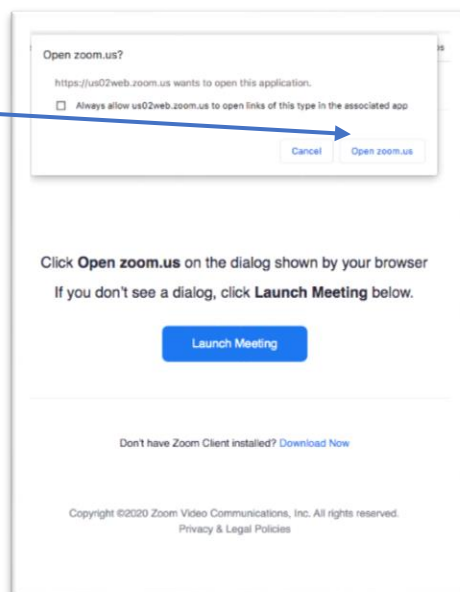 Open zoom.us?
https://us02web.zoom.us wants to open this application.
Always allow us02web.zoom.us to open links of this type in the associated app
Cancel Open zoom.us
Click Open zoom.us on the dialog shown by your browser
If you don't see a dialog, click Launch Meeting below.
Launch Meeting
Don't have Zoom Client installed? Download Now
Copyright ©2020 Zoom Video Communications, Inc. All rights reserved.
Privacy & Legal Policies